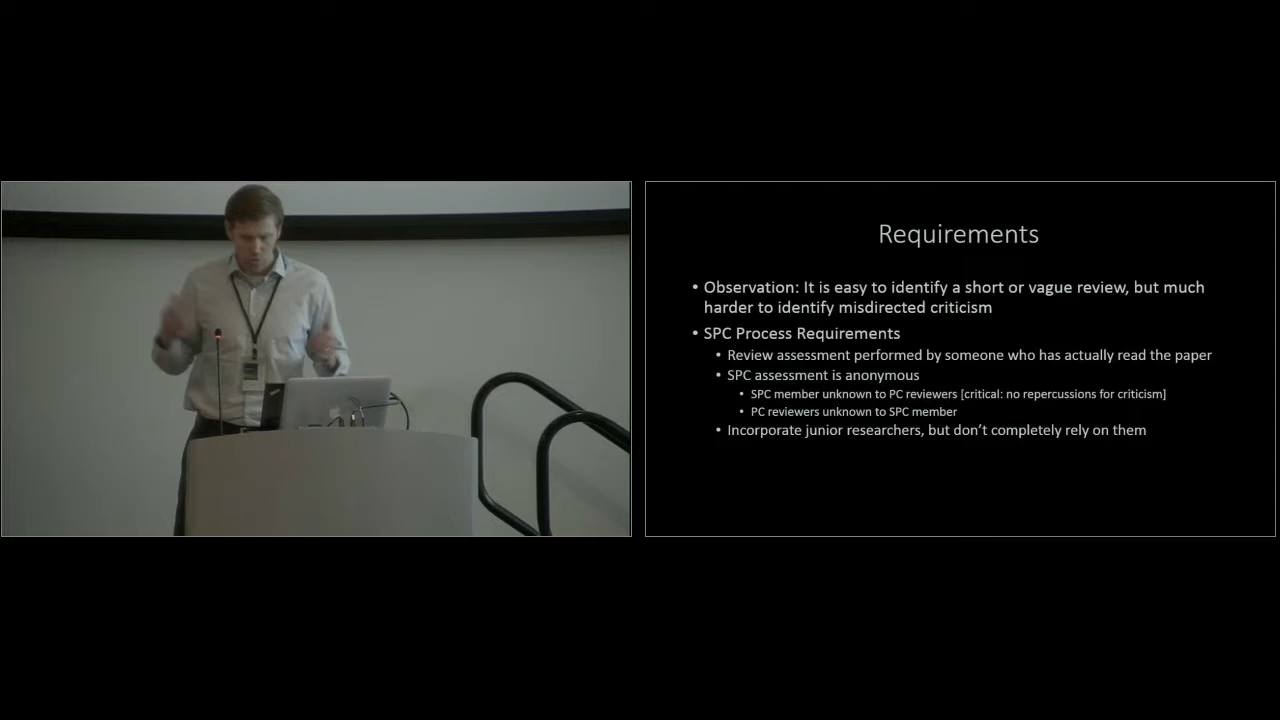 Requirements
• Observation: It is easy to identify a short or vague review, but much
harder to identify misdirected criticism
• SPC Process Requirements
• Review assessment performed by someone who has actually read the paper
• SPC assessment is anonymous
• SPC member unknown to PC reviewers [critical: no repercussions for criticism]
• PC reviewers unknown to SPC member
• Incorporate junior researchers, but don’t completely rely on them